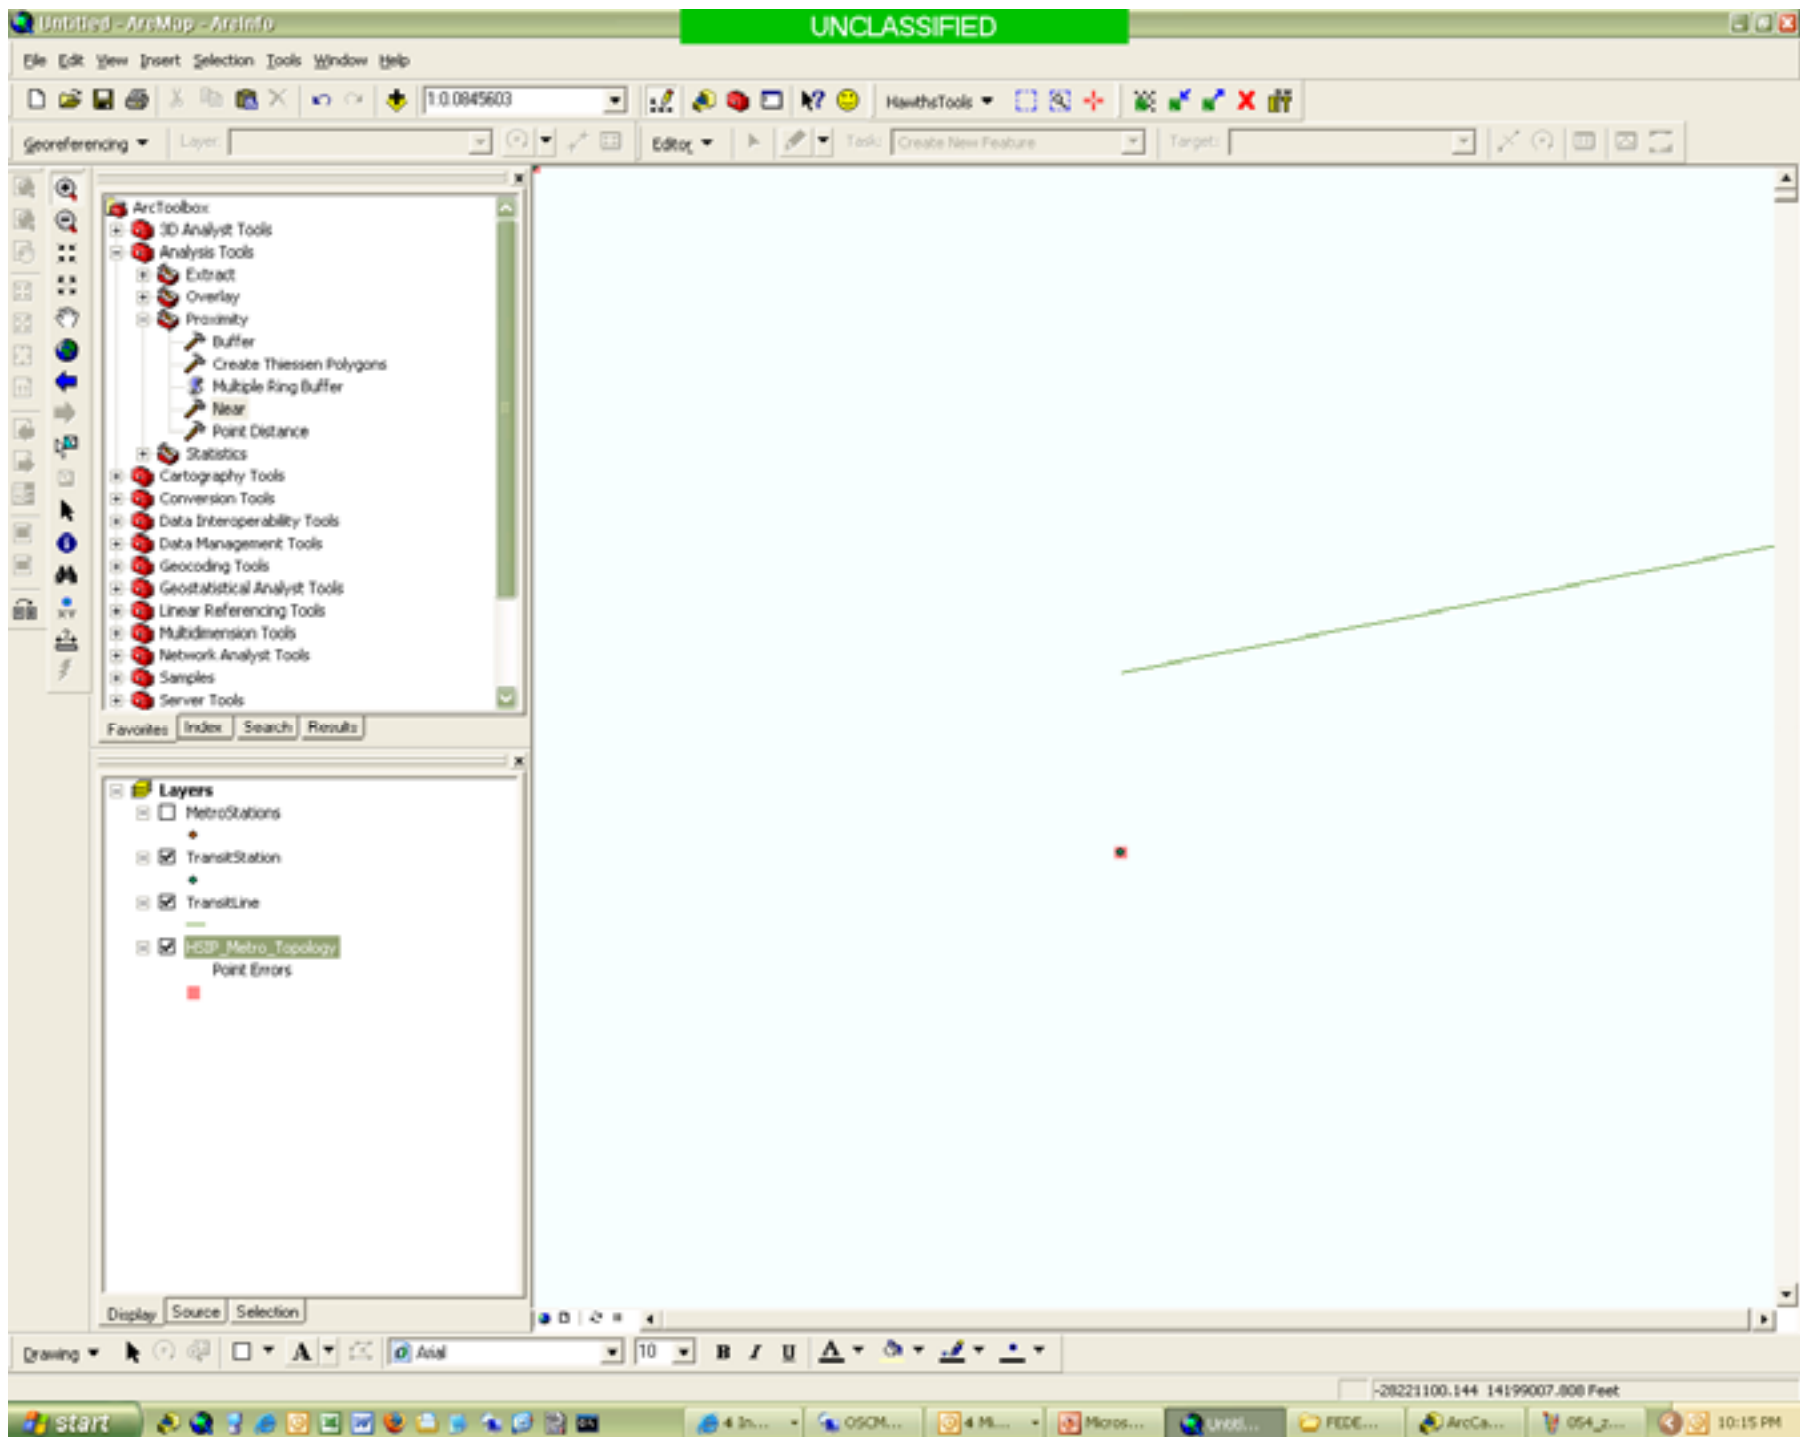 Untitled - ArcMap - ArcInfo
UNCLASSIFIED
File Edit View Insert Selection Tools Window Help
1:0.0845603
HawthsTools
Georeferencing
Layer:
Editor
Task: Create New Feature
Target:
ArcToolbox
3D Analyst Tools
Analysis Tools
Extract
Overlay
Proximity
Buffer
Create Thiessen Polygons
Multiple Ring Buffer
Near
Point Distance
Statistics
Cartography Tools
Conversion Tools
Data Interoperability Tools
Data Management Tools
Geocoding Tools
Geostatistical Analyst Tools
Linear Referencing Tools
Multidimension Tools
Network Analyst Tools
Samples
Server Tools
Favorites Index Search Results
Layers
MetroStations
TransitStation
TransitLine
HSIP_Metro_Topology
Point Errors
Display Source Selection
Drawing
A
Arial
10
B I U A
-28221100.144 14199007.808 Feet
start
4 In...
OSCM...
4 Mi...
Micros...
Untitl...
FEDE...
ArcCa...
054_z...
10:15 PM